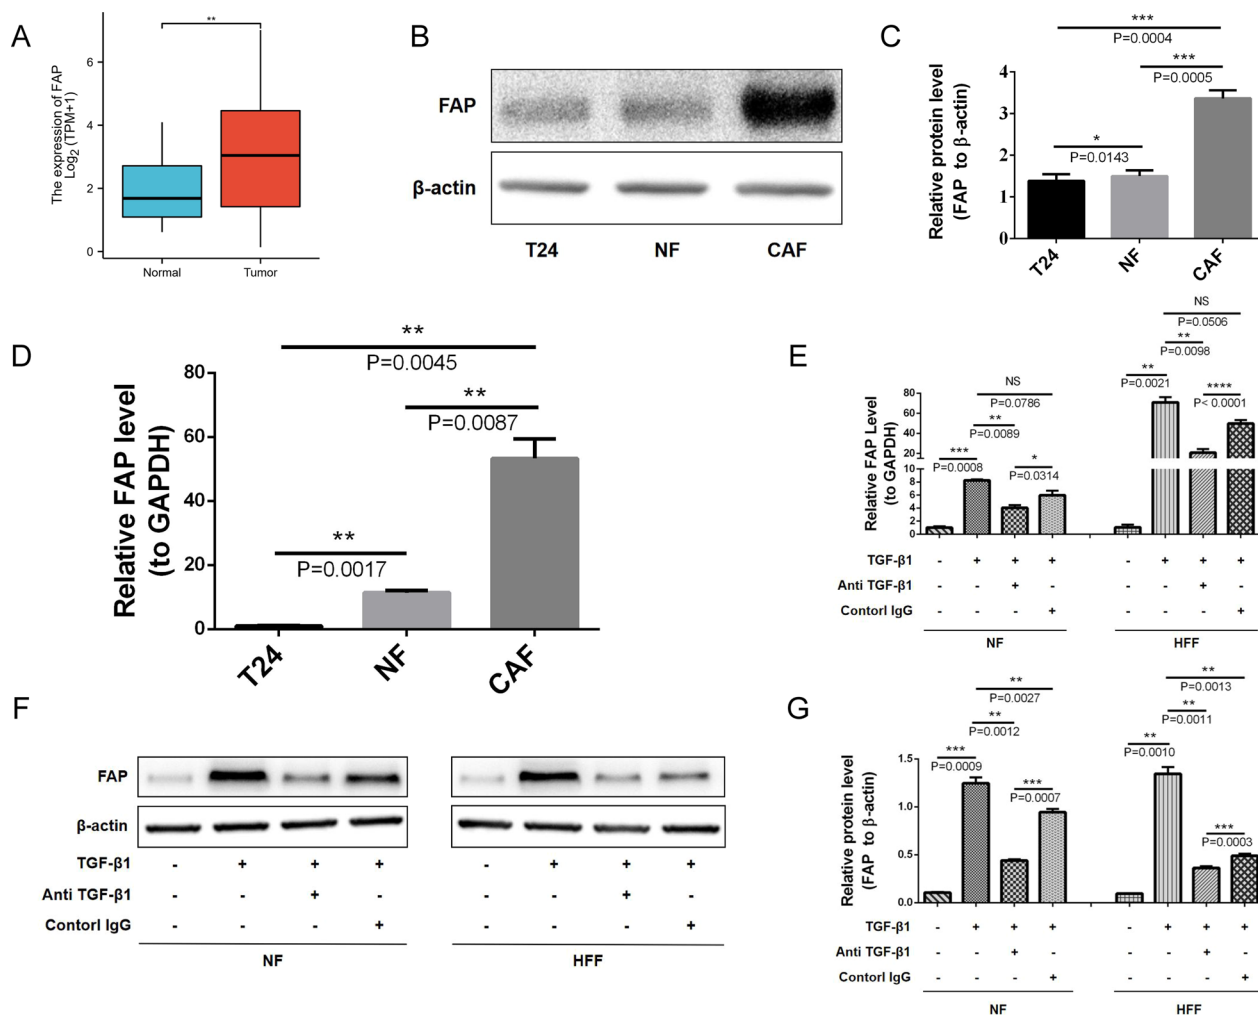 A
**
The expression of FAP
Log2 (TPM+1)
6
4
2
0
Normal Tumor
B
FAP
β-actin
T24 NF CAF
C
***
P=0.0004
***
P=0.0005
*
P=0.0143
Relative protein level
(FAP to β-actin)
4
3
2
1
0
T24 NF CAF
D
**
P=0.0045
**
P=0.0087
**
P=0.0017
Relative FAP level
(to GAPDH)
80
60
40
20
0
T24 NF CAF
E
NS
P=0.0786
**
P=0.0089
***
P=0.0008
*
P=0.0314
NS
P=0.0506
**
P=0.0098
**
P=0.0021
****
P< 0.0001
Relative FAP Level
(to GAPDH)
80
60
40
20
10
8
6
4
2
0
TGF-β1 - + + + - + + +
Anti TGF-β1 - - + - - - + -
Contorl IgG - - - + - - - +
NF HFF
F
FAP
β-actin
TGF-β1 - + + + - + + +
Anti TGF-β1 - - + - - - + -
Contorl IgG - - - + - - - +
NF HFF
G
**
P=0.0027
**
P=0.0012
***
P=0.0009
***
P=0.0007
**
P=0.0013
**
P=0.0011
**
P=0.0010
***
P=0.0003
Relative protein level
(FAP to β-actin)
1.5
1.0
0.5
0.0
TGF-β1 - + + + - + + +
Anti TGF-β1 - - + - - - + -
Contorl IgG - - - + - - - +
NF HFF